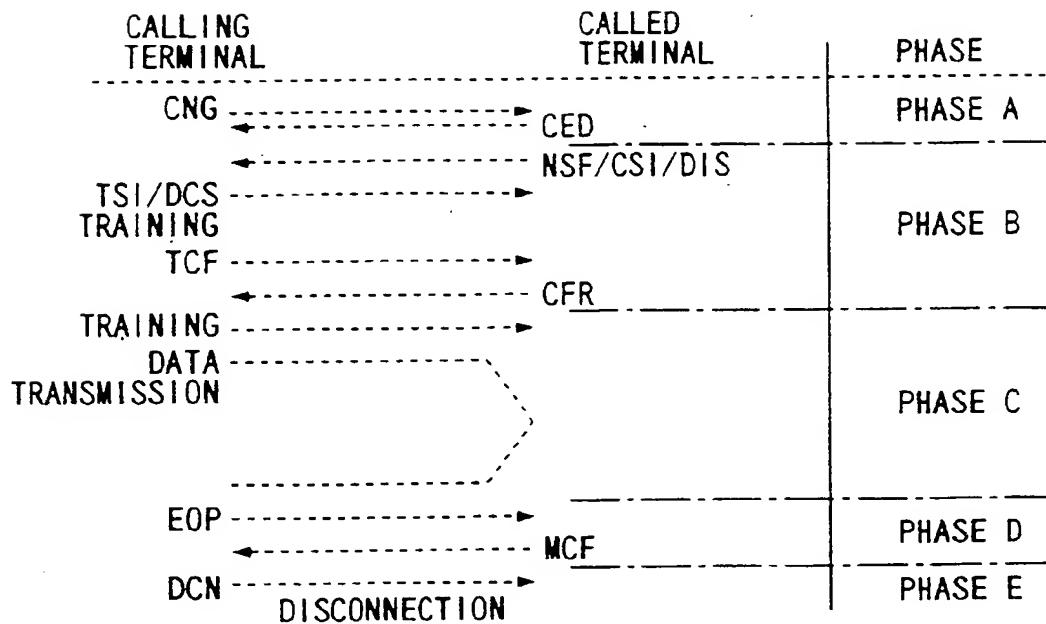 CALLING TERMINAL
CALLED TERMINAL
PHASE
CNG
CED
PHASE A
NSF/CSI/DIS
TSI/DCS
TRAINING
PHASE B
TCF
CFR
TRAINING
DATA
TRANSMISSION
PHASE C
EOP
MCF
PHASE D
DCN
DISCONNECTION
PHASE E